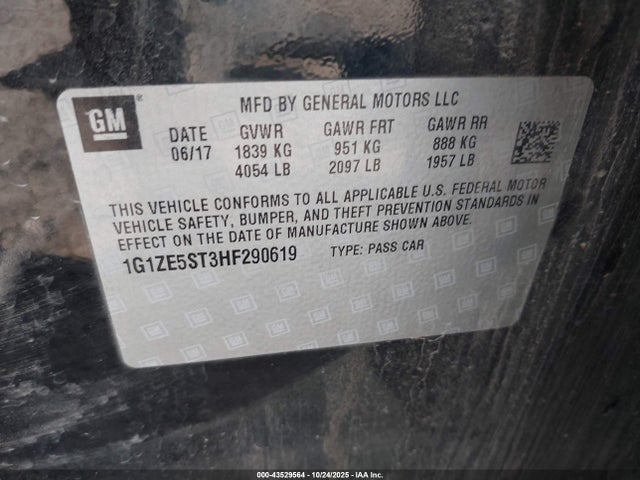 GM
MFD BY GENERAL MOTORS LLC
DATE GVWR GAWR FRT GAWR RR
06/17 1839 KG 951 KG 888 KG
4054 LB 2097 LB 1957 LB
THIS VEHICLE CONFORMS TO ALL APPLICABLE U.S. FEDERAL MOTOR
VEHICLE SAFETY, BUMPER, AND THEFT PREVENTION STANDARDS IN
EFFECT ON THE DATE OF MANUFACTURE SHOWN ABOVE.
1G1ZE5ST3HF290619 TYPE: PASS CAR
000-43529564 - 10/24/2025 - IAA Inc.